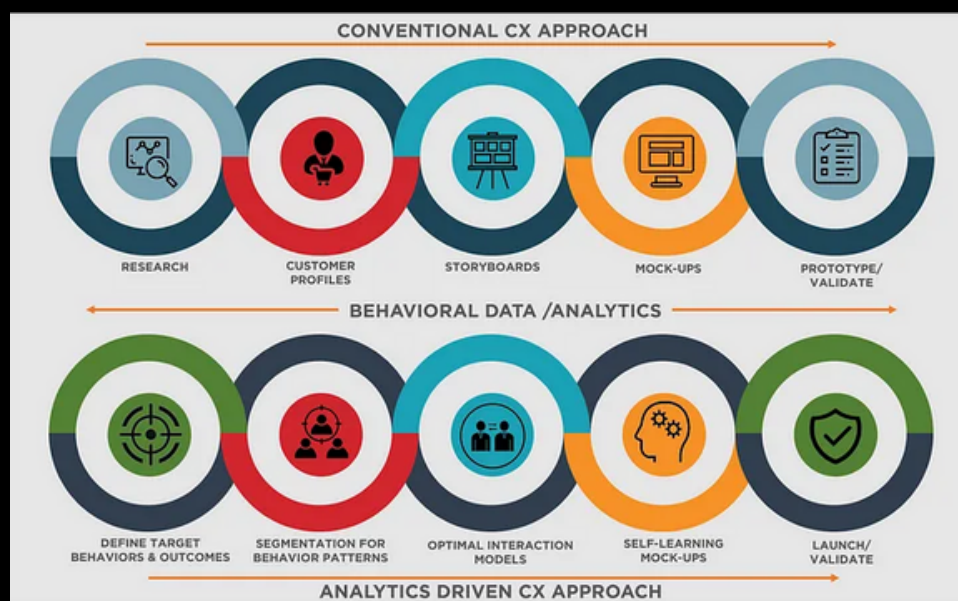 CONVENTIONAL CX APPROACH
RESEARCH
CUSTOMER
PROFILES
STORYBOARDS
MOCK-UPS
PROTOTYPE/
VALIDATE
BEHAVIORAL DATA /ANALYTICS
DEFINE TARGET
BEHAVIORS & OUTCOMES
SEGMENTATION FOR
BEHAVIOR PATTERNS
OPTIMAL INTERACTION
MODELS
SELF-LEARNING
MOCK-UPS
LAUNCH/
VALIDATE
ANALYTICS DRIVEN CX APPROACH